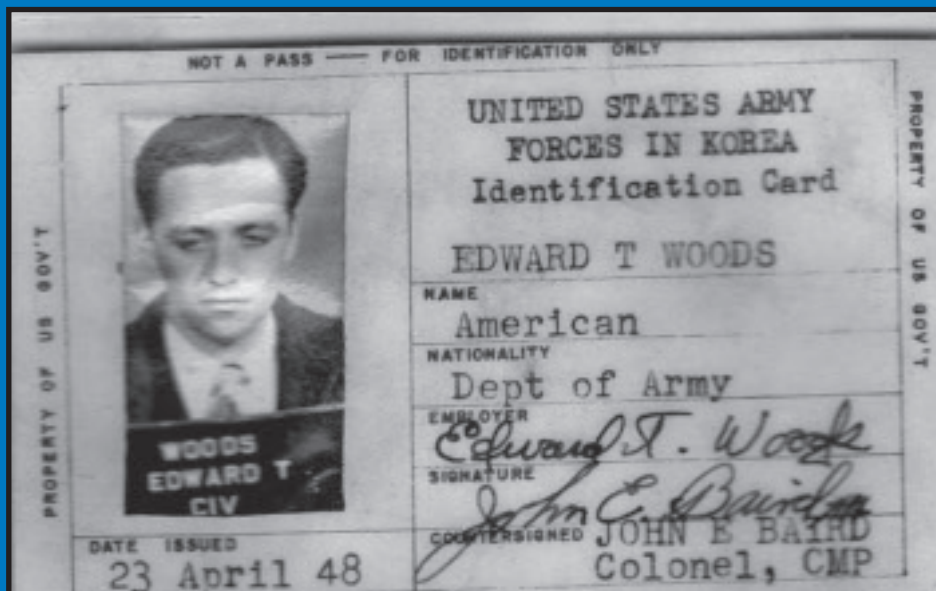 NOT A PASS — FOR IDENTIFICATION ONLY
PROPERTY OF US GOV'T
WOODS
EDWARD T
CIV
DATE ISSUED
23 April 48
UNITED STATES ARMY
FORCES IN KOREA
Identification Card
EDWARD T WOODS
NAME
American
NATIONALITY
Dept of Army
EMPLOYER
Edward T. Woods
SIGNATURE
John E. Baird
COUNTERSIGNED JOHN E BAIRD
Colonel, CMP
PROPERTY OF US GOV'T